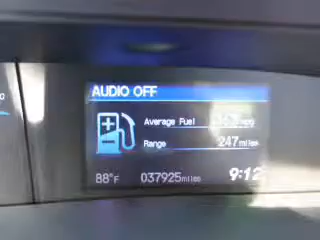 AUDIO OFF
Average Fuel mpg
Range 247 miles
88°F 037925 miles 9:12